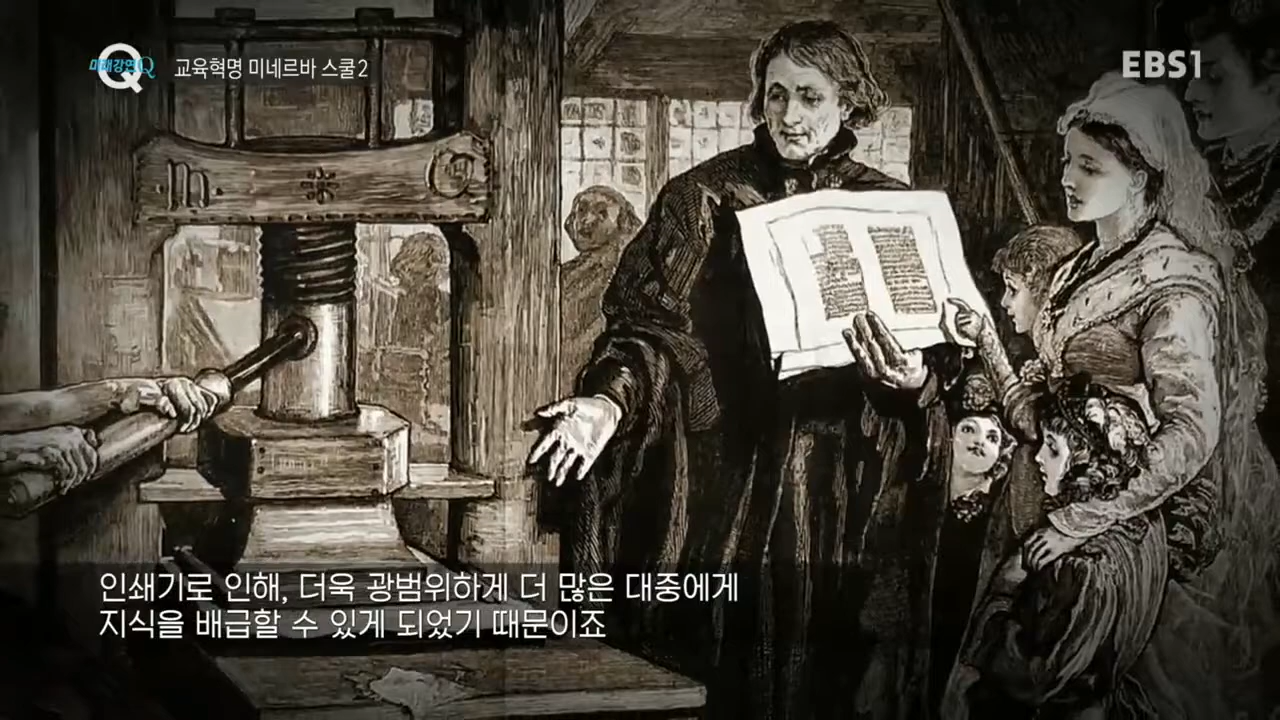 미래강연Q
교육혁명 미네르바 스쿨2
EBS1
인쇄기로 인해, 더욱 광범위하게 더 많은 대중에게
지식을 배급할 수 있게 되었기 때문이죠